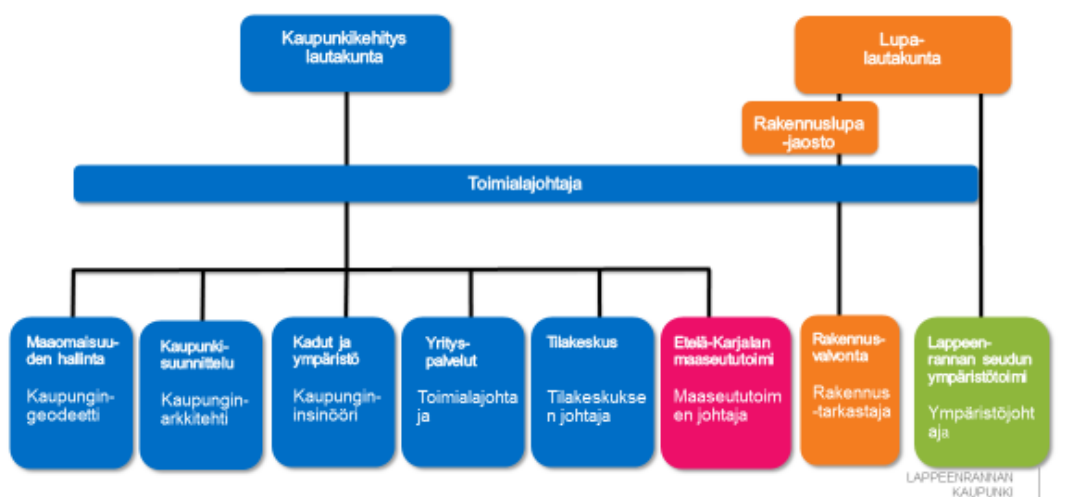 Kaupunkikehitys
lautakunta
Lupa-
lautakunta
Rakennuslupa
-jaosto
Toimialajohtaja
Maaomaisuu-
den hallinta
Kaupungin-
geodeetti
Kaupunki-
suunnittelu
Kaupungin-
arkkitehti
Kadut ja
ympäristö
Kaupungin-
insinööri
Yritys-
palvelut
Toimialajohta
ja
Tilakeskus
Tilakeskukse
n johtaja
Etelä-Karjalan
maaseututoimi
Maaseututoim
en johtaja
Rakennus-
valvonta
Rakennus
-tarkastaja
Lappeen-
rannan seudun
ympäristötoimi
Ympäristöjoht
aja
LAPPEENRANNAN
KAUPUNKI